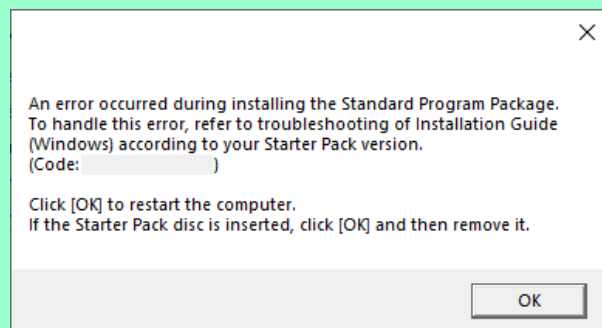 An error occurred during installing the Standard Program Package.
To handle this error, refer to troubleshooting of Installation Guide
(Windows) according to your Starter Pack version.
(Code: )
Click [OK] to restart the computer.
If the Starter Pack disc is inserted, click [OK] and then remove it.
OK